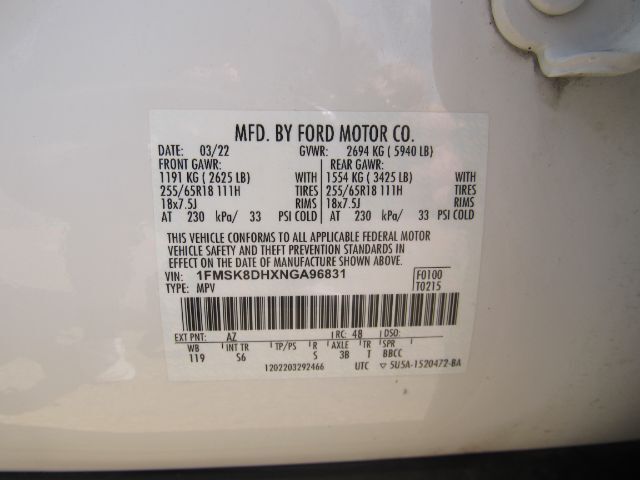 MFD. BY FORD MOTOR CO.
DATE: 03/22 GVWR: 2694 KG ( 5940 LB)
FRONT GAWR: REAR GAWR:
1191 KG ( 2625 LB) WITH 1554 KG ( 3425 LB) WITH
255/65R18 111H TIRES 255/65R18 111H TIRES
18x7.5J RIMS 18x7.5J RIMS
AT 230 kPa/ 33 PSI COLD AT 230 kPa/ 33 PSI COLD
THIS VEHICLE CONFORMS TO ALL APPLICABLE FEDERAL MOTOR
VEHICLE SAFETY AND THEFT PREVENTION STANDARDS IN
EFFECT ON THE DATE OF MANUFACTURE SHOWN ABOVE.
VIN: 1FMSK8DHXNGA96831 F0100
TYPE: MPV T0215
EXT PNT: AZ RC: 48 DSO:
WB INT TR TP/PS R AXLE TR SPR
119 S6 S 3B T BBCC
1202203292466 UTC ▽ 5U5A-1520472-BA